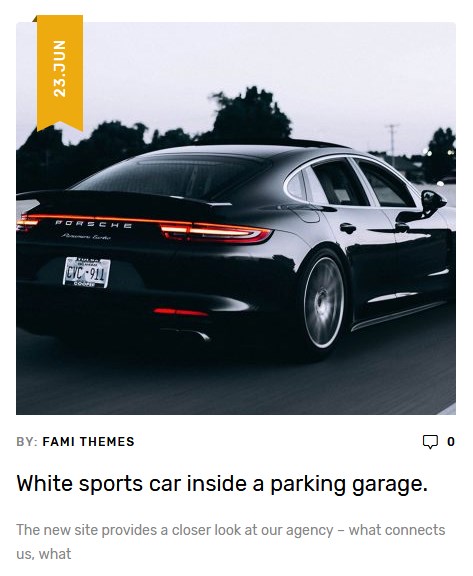 23.JUN
PORSCHE
Panamera Turbo
CVC 911
BY: FAMI THEMES
0
White sports car inside a parking garage.
The new site provides a closer look at our agency – what connects
us, what